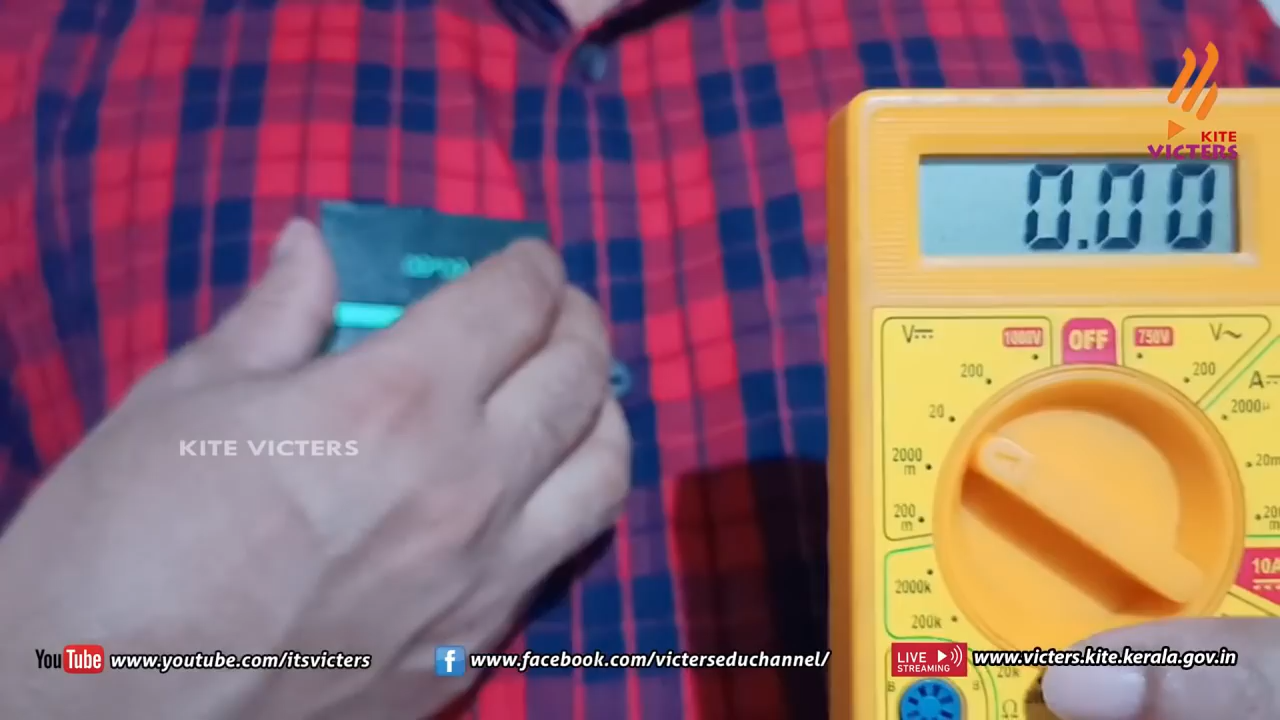 KITE
VICTERS
0.00
V⎓
1000V
OFF
750V
V~
200
200
A⎓
20
2000µ
2000
m
20m
200
m
200
10A
2000k
200k
20k
Ω
B
KITE VICTERS
YouTube www.youtube.com/itsvicters
f www.facebook.com/victerseduchannel/
LIVE
STREAMING
www.victers.kite.kerala.gov.in